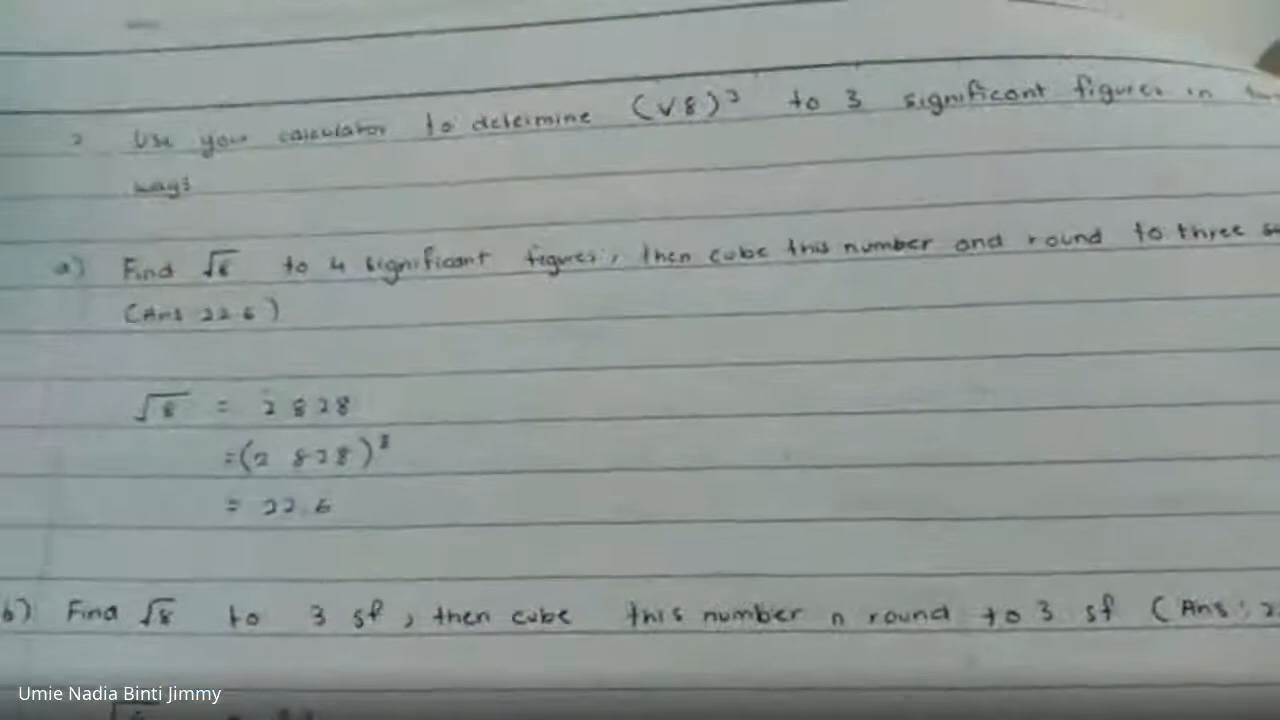 2 Use your calculator to determine (√8)³ to 3 significant figures in
ways
a) Find √8 to 4 significant figures, then cube this number and round to three
(Ans 22.6)
√8 = 2.828
=(2.828)³
= 22.6
b) Find √8 to 3 sf, then cube this number n round to 3 sf (Ans: 2
Umie Nadia Binti Jimmy